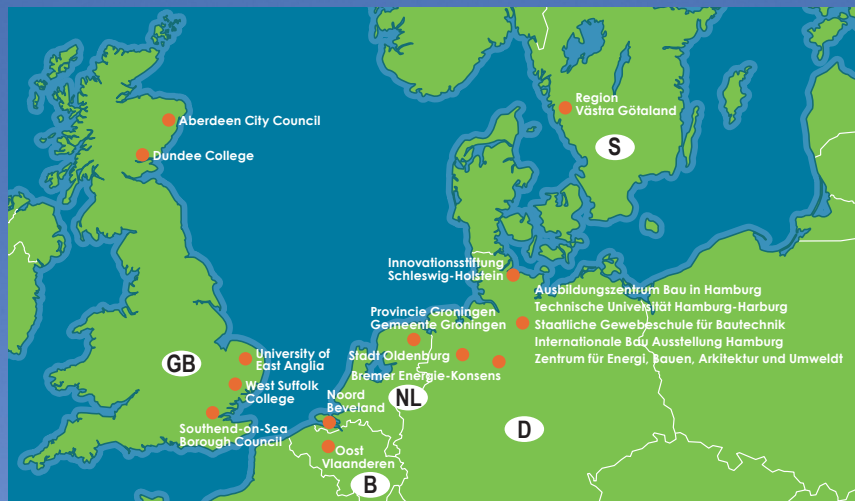 Aberdeen City Council
Dundee College
Region
Västra Götaland
S
Innovationsstiftung
Schleswig-Holstein
Ausbildungszentrum Bau in Hamburg
Technische Universtät Hamburg-Harburg
Staatliche Gewebeschule für Bautechnik
Internationale Bau Ausstellung Hamburg
Zentrum für Energi, Bauen, Arkitektur und Umweldt
Provincie Groningen
Gemeente Groningen
Stadt Oldenburg
Bremer Energie-Konsens
GB
University of
East Anglia
West Suffolk
College
Southend-on-Sea
Borough Council
Noord
Beveland
NL
D
Oost
Vlaanderen
B